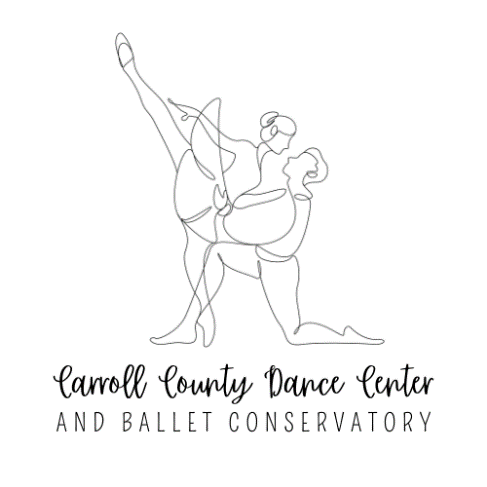 Carroll County Dance Center
AND BALLET CONSERVATORY